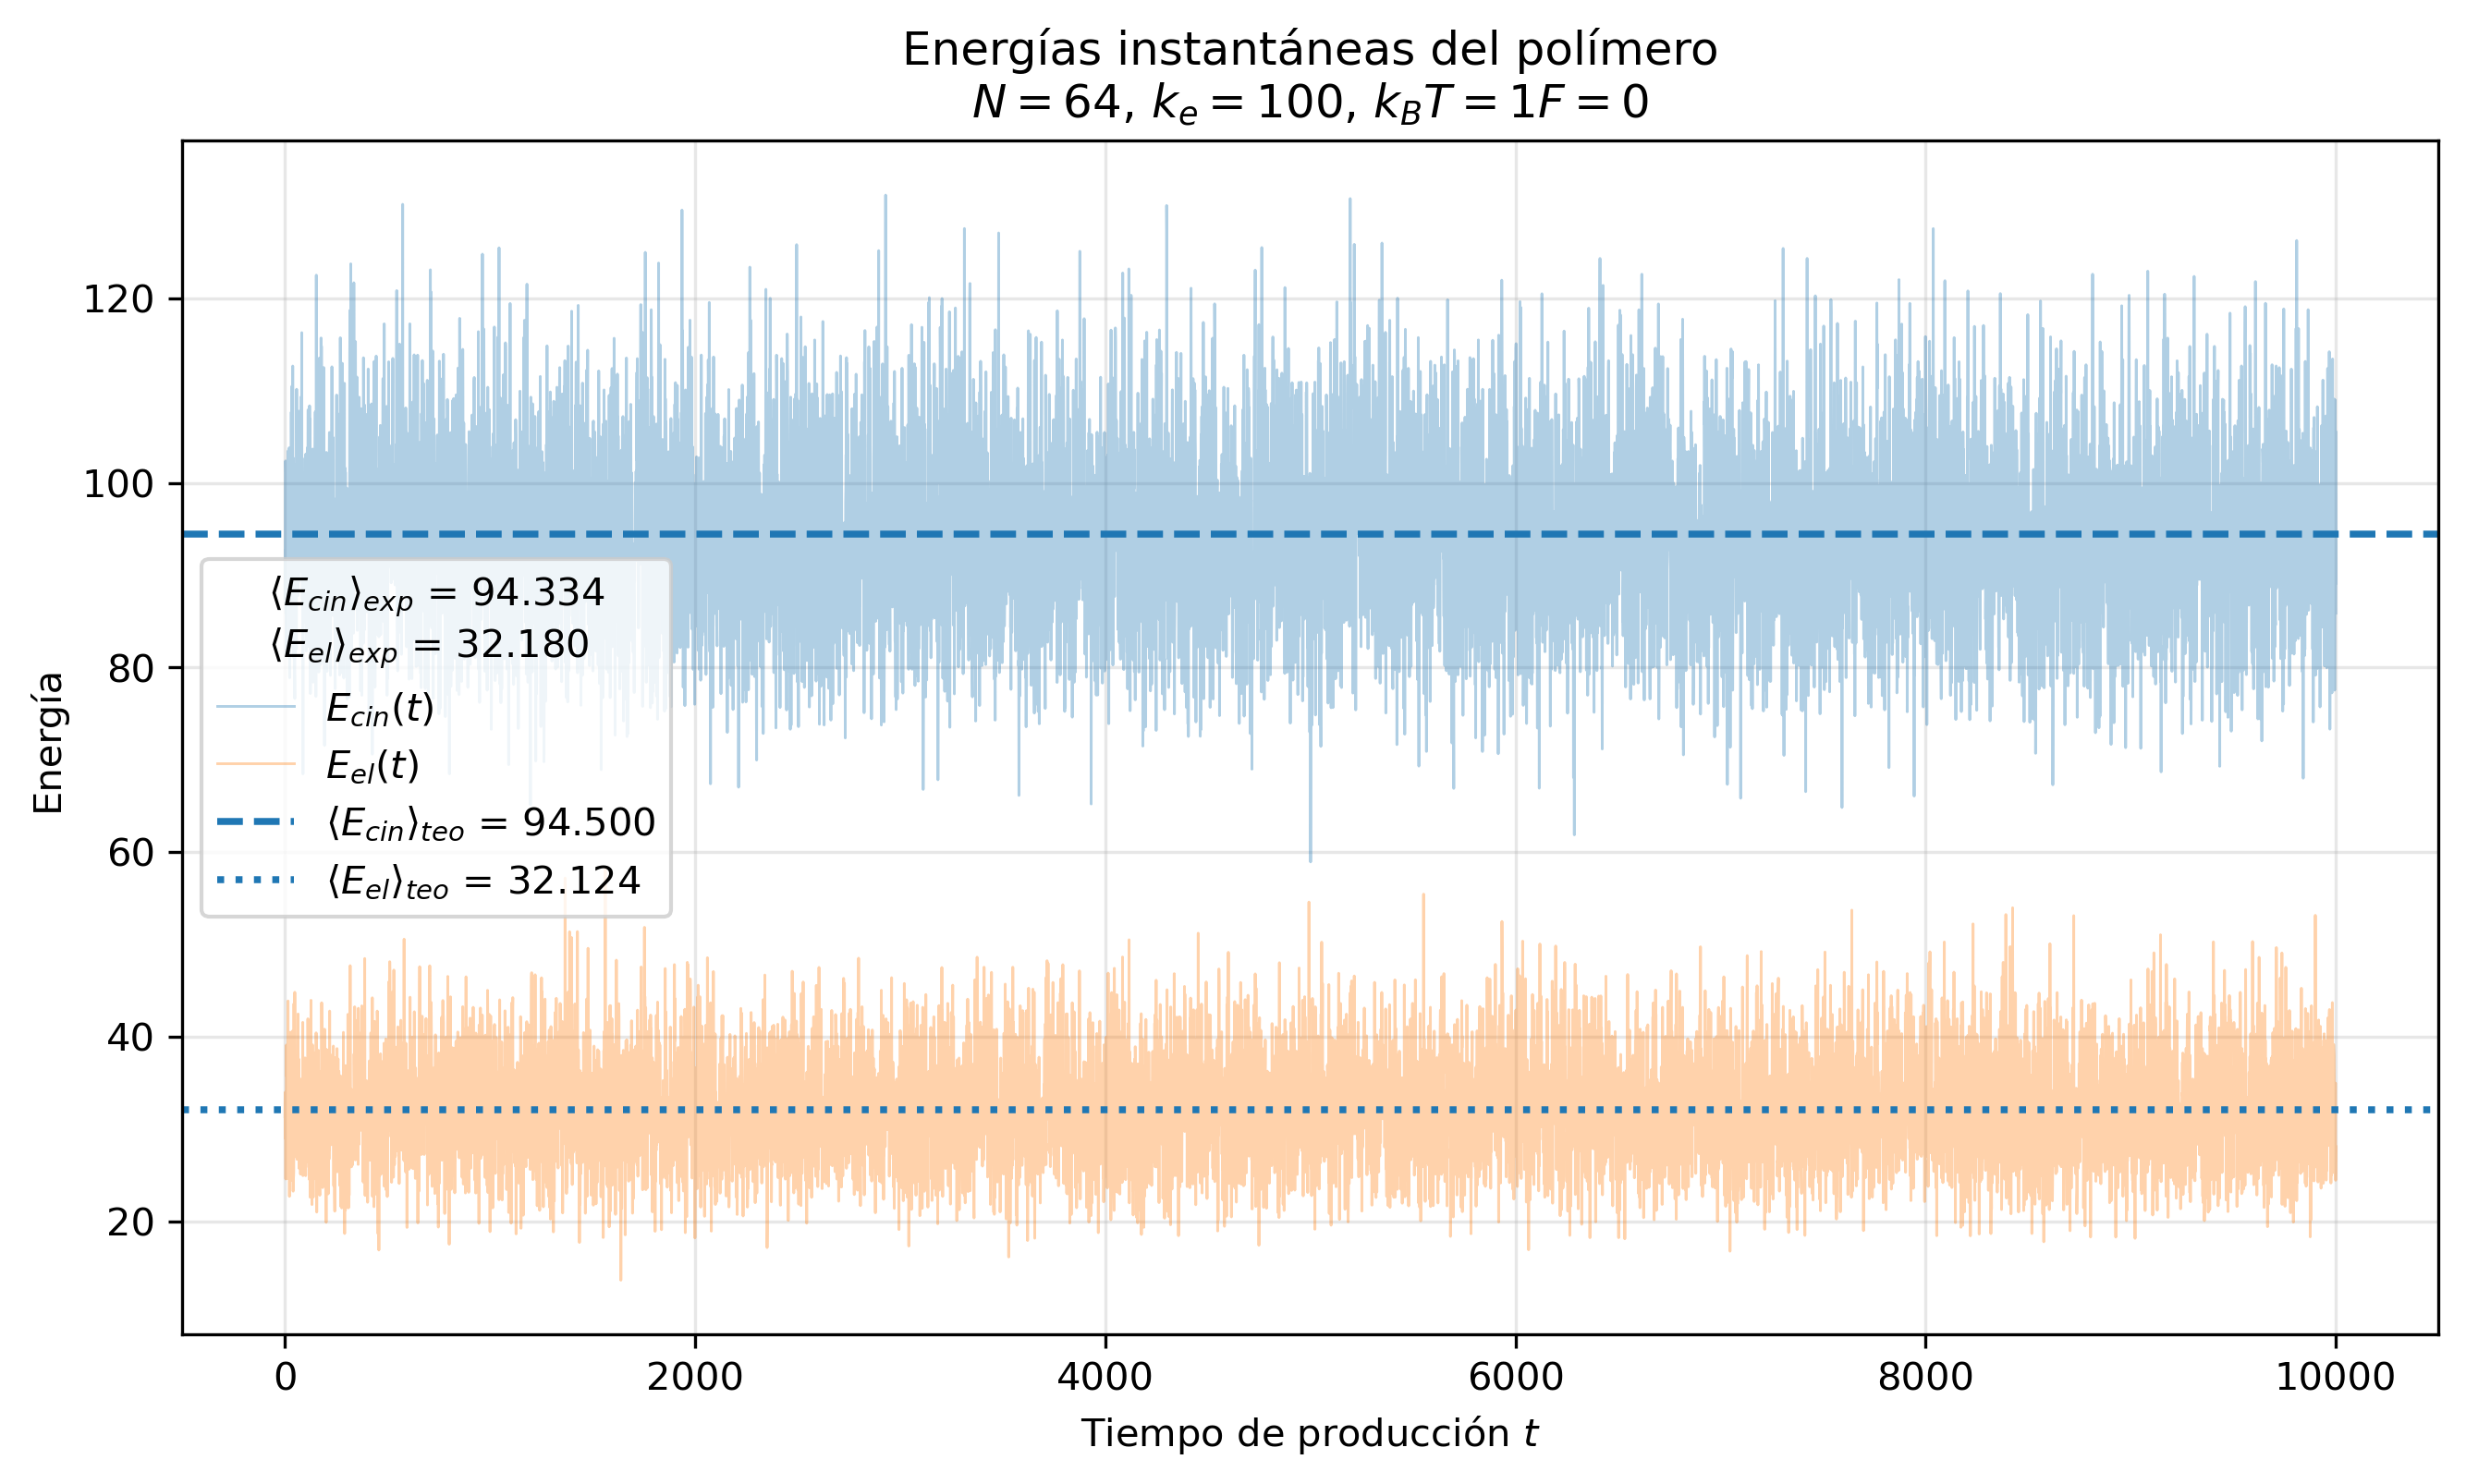 Energías instantáneas del polímero
N = 64, k_e = 100, k_BT = 1F = 0
120
100
80
60
40
20
Energía
⟨E_cin⟩_exp = 94.334
⟨E_el⟩_exp = 32.180
E_cin(t)
E_el(t)
⟨E_cin⟩_teo = 94.500
⟨E_el⟩_teo = 32.124
0 2000 4000 6000 8000 10000
Tiempo de producción t